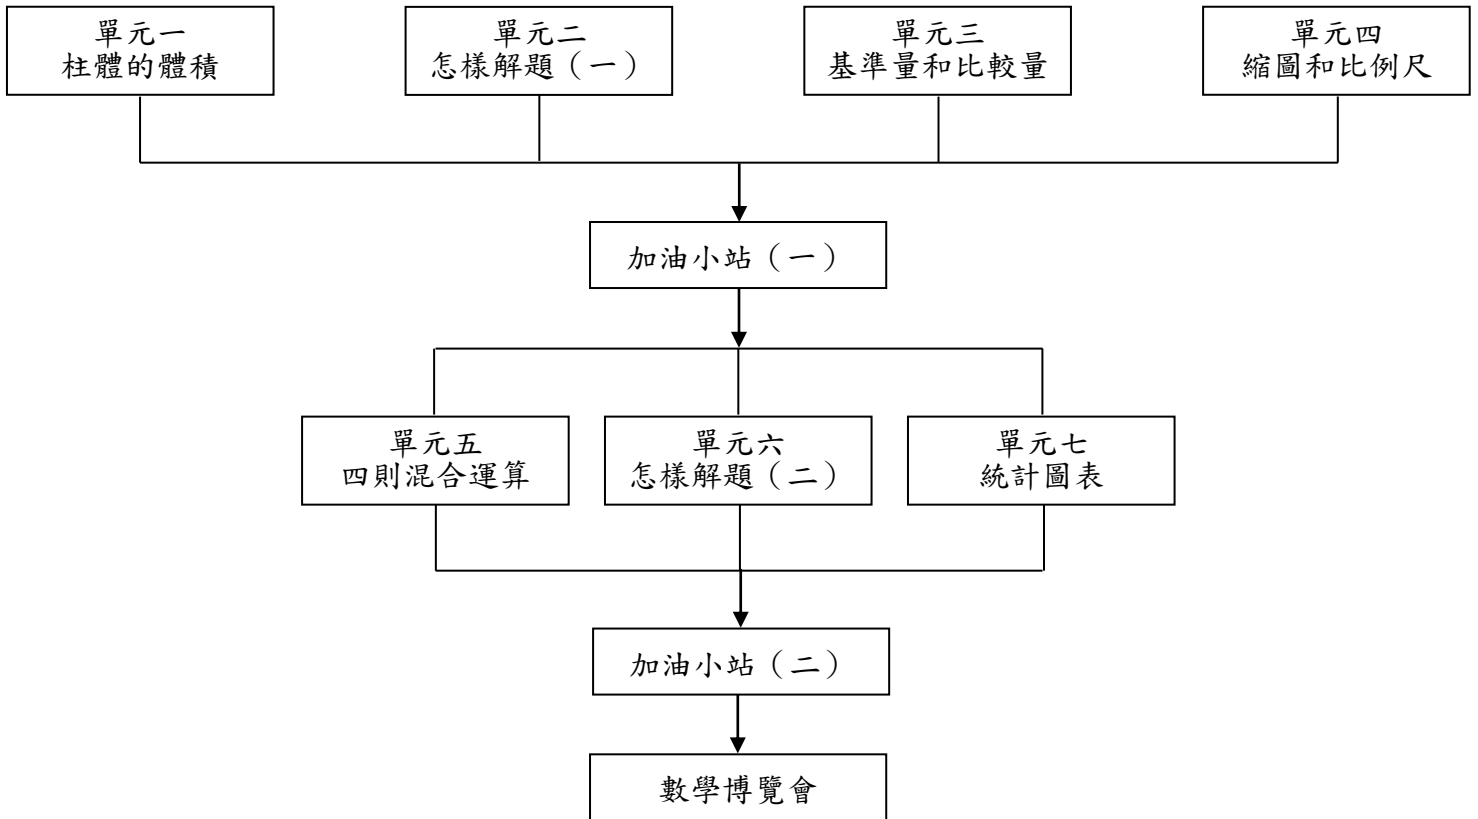 單元一
柱體的體積
單元二
怎樣解題（一）
單元三
基準量和比較量
單元四
縮圖和比例尺
加油小站（一）
單元五
四則混合運算
單元六
怎樣解題（二）
單元七
統計圖表
加油小站（二）
數學博覽會